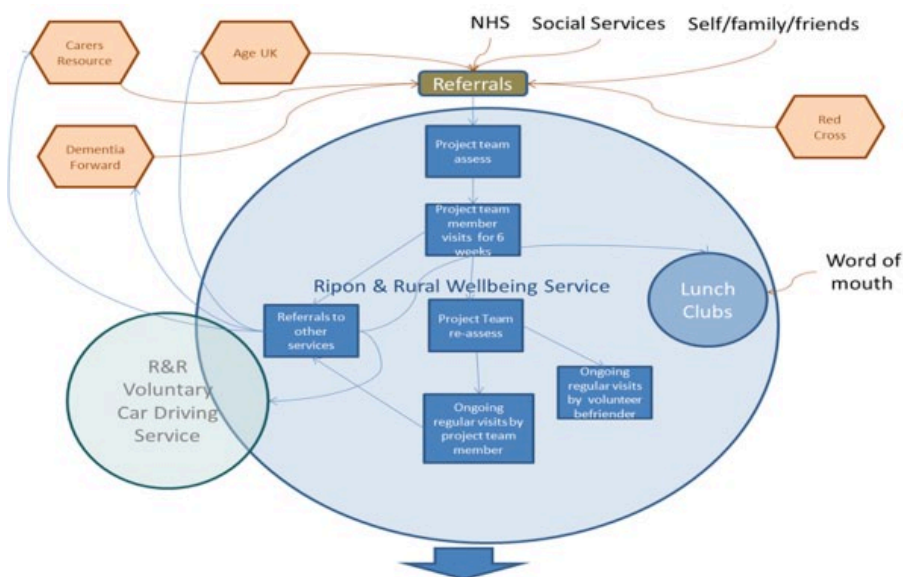 NHS
Social Services
Self/family/friends
Carers
Resource
Age UK
Referrals
Red
Cross
Dementia
Forward
Project team
assess
Project team
member
visits for 6
weeks
Word of
mouth
Ripon & Rural Wellbeing Service
Lunch
Clubs
Referrals to
other
services
Project Team
re-assess
R&R
Voluntary
Car Driving
Service
Ongoing
regular visits
by volunteer
befriender
Ongoing
regular visits by
project team
member